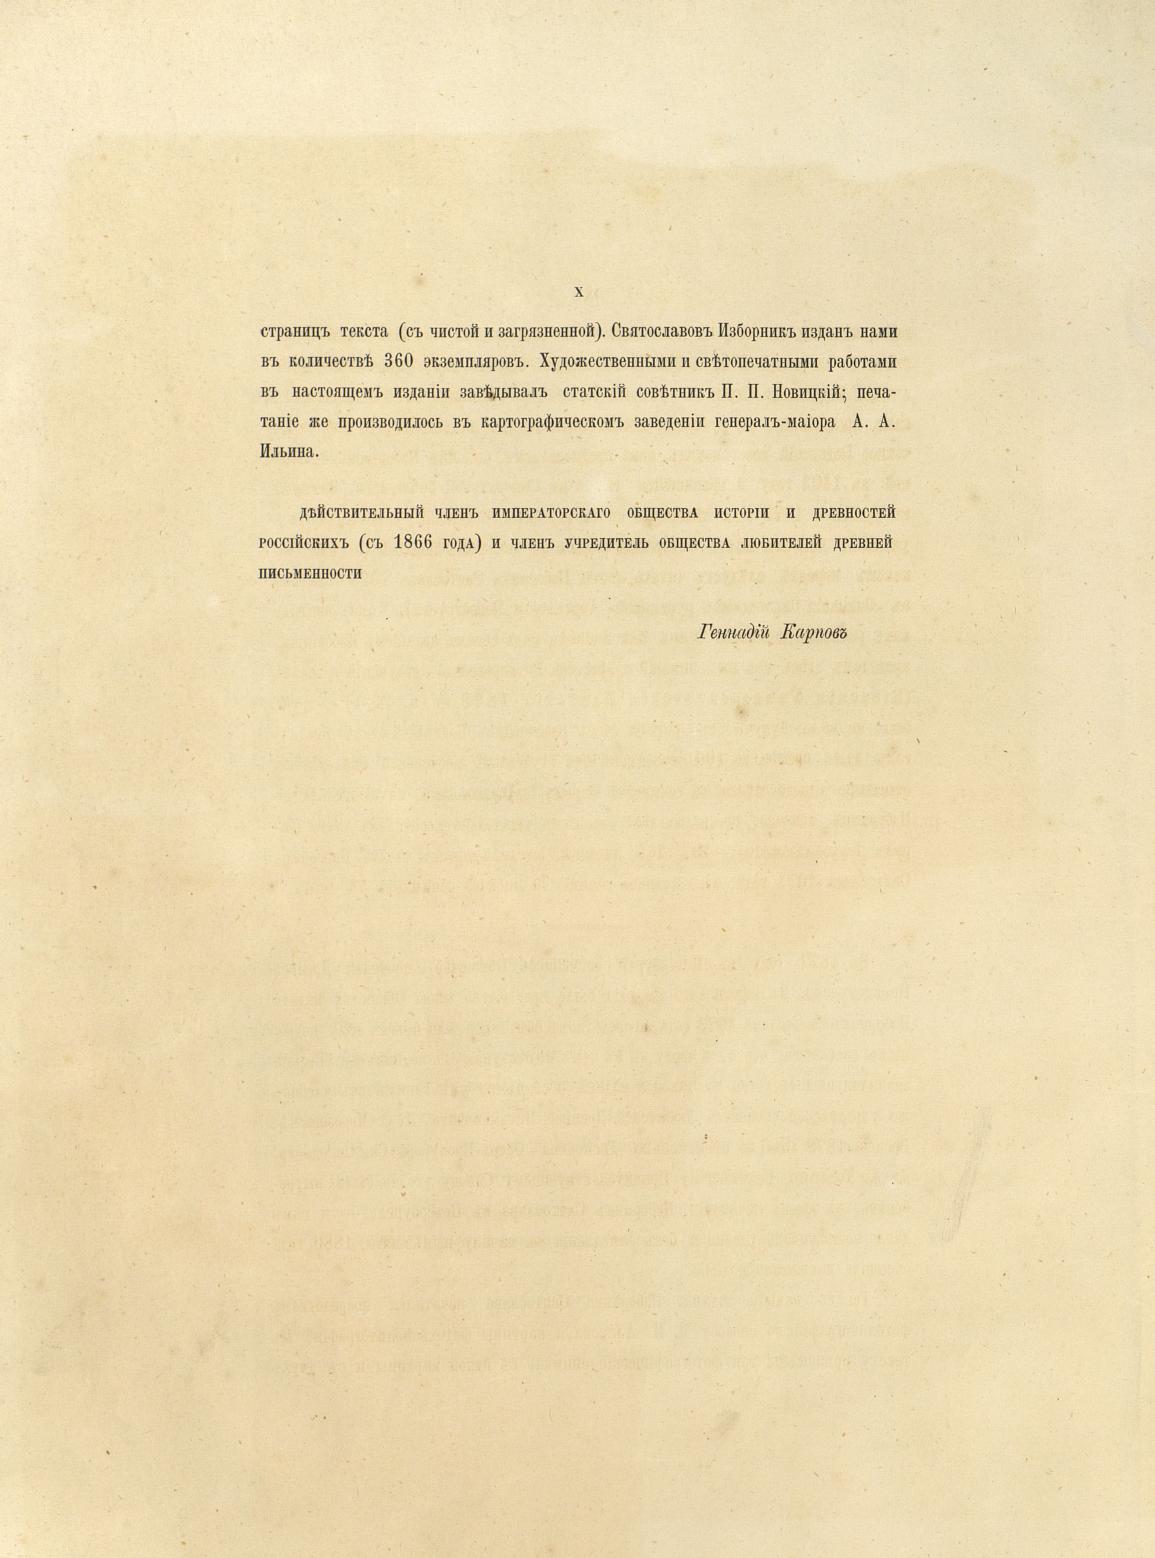 X
страницъ текста (съ чистой и загрязненной). Святославовъ Изборникъ изданъ нами
въ количествѣ 360 экземпляровъ. Художественными и свѣтопечатными работами
въ настоящемъ изданіи завѣдывалъ статскій совѣтникъ П. П. Новицкій; печа-
таніе же производилось въ картографическомъ заведеніи генералъ-маіора А. А.
Ильина.
ДѢЙСТВИТЕЛЬНЫЙ ЧЛЕНЪ ИМПЕРАТОРСКАГО ОБЩЕСТВА ИСТОРІИ И ДРЕВНОСТЕЙ
РОССІЙСКИХЪ (СЪ 1866 ГОДА) И ЧЛЕНЪ УЧРЕДИТЕЛЬ ОБЩЕСТВА ЛЮБИТЕЛЕЙ ДРЕВНЕЙ
ПИСЬМЕННОСТИ
Геннадій Карповъ